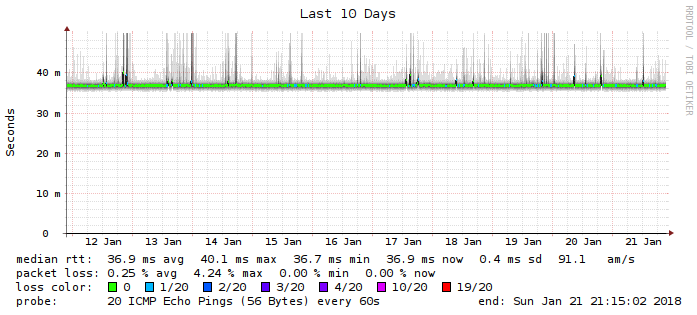 Last 10 Days
RRDTOOL / TOBI OETIKER
Seconds
40 m
30 m
20 m
10 m
0
12 Jan 13 Jan 14 Jan 15 Jan 16 Jan 17 Jan 18 Jan 19 Jan 20 Jan 21 Jan
median rtt: 36.9 ms avg 40.1 ms max 36.7 ms min 36.9 ms now 0.4 ms sd 91.1 am/s
packet loss: 0.25 % avg 4.24 % max 0.00 % min 0.00 % now
loss color: 0 1/20 2/20 3/20 4/20 10/20 19/20
probe: 20 ICMP Echo Pings (56 Bytes) every 60s end: Sun Jan 21 21:15:02 2018